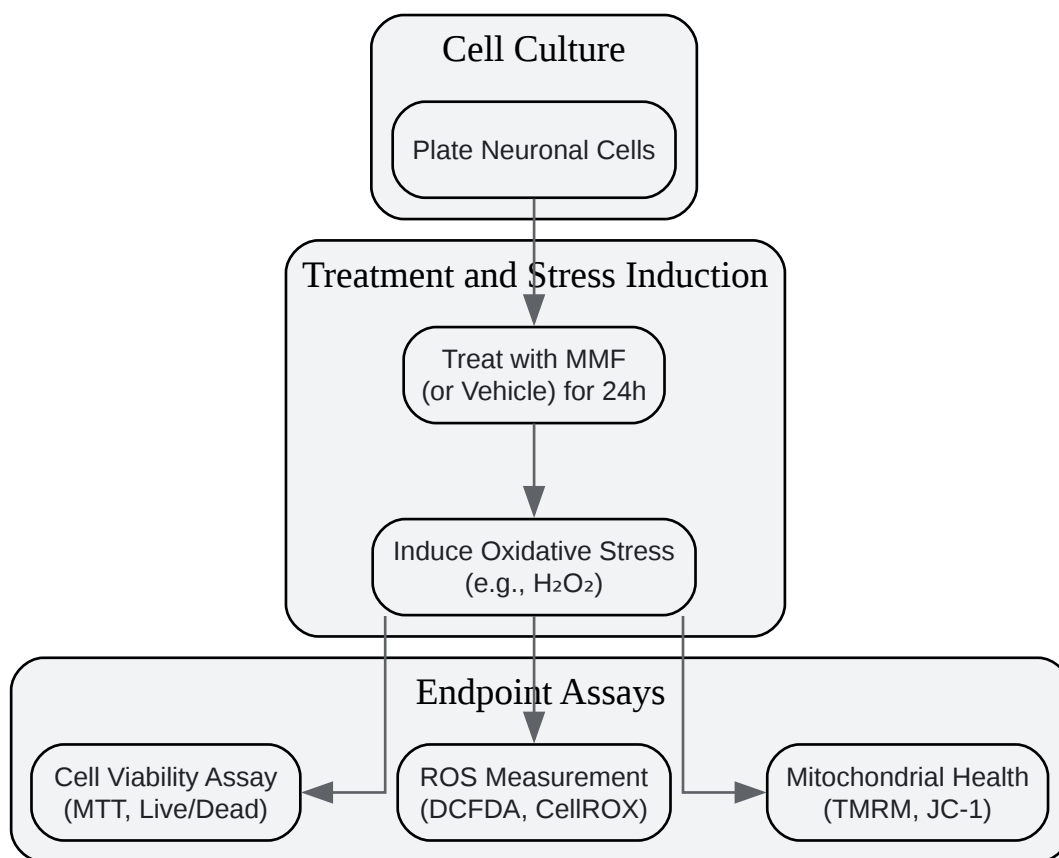 Cell Culture
Plate Neuronal Cells
Treatment and Stress Induction
Treat with MMF
(or Vehicle) for 24h
Induce Oxidative Stress
(e.g., H₂O₂)
Endpoint Assays
Cell Viability Assay
(MTT, Live/Dead)
ROS Measurement
(DCFDA, CellROX)
Mitochondrial Health
(TMRM, JC-1)